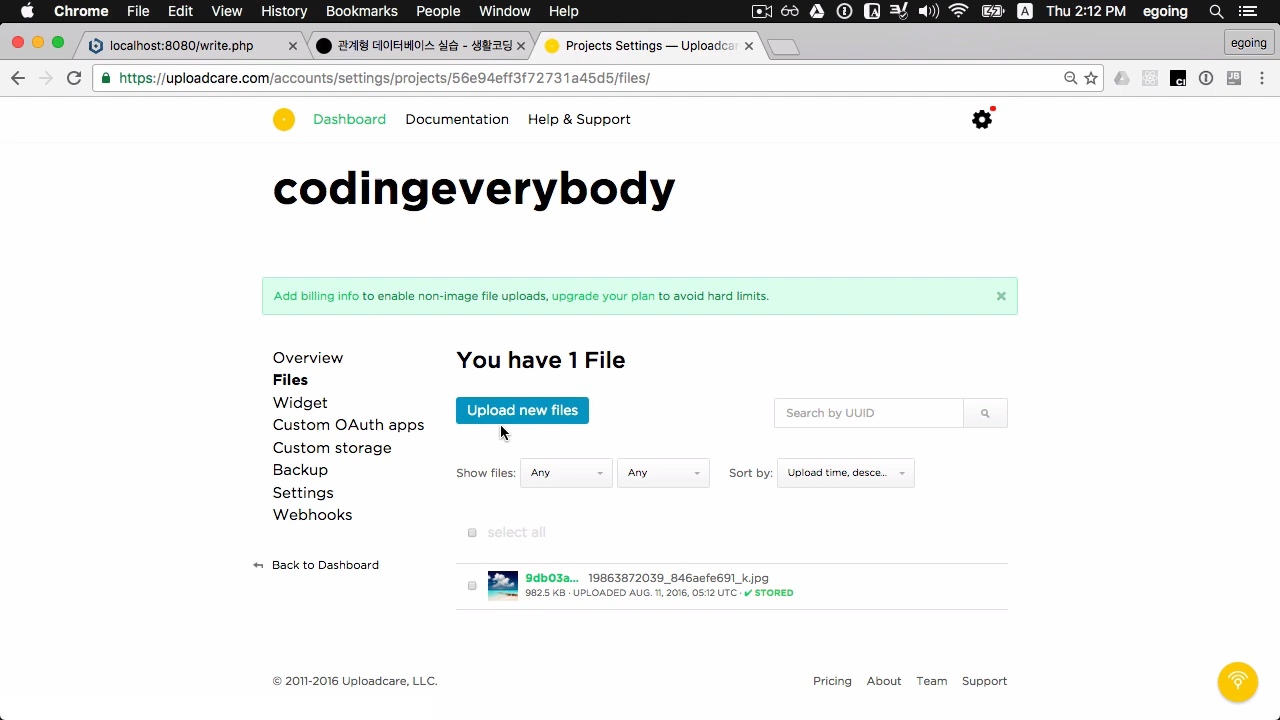 Chrome File Edit View History Bookmarks People Window Help A Thu 2:12 PM egoing
localhost:8080/write.php 관계형 데이터베이스 실습 - 생활코딩 Projects Settings — Uploadcar egoing
https://uploadcare.com/accounts/settings/projects/56e94eff3f72731a45d5/files/
Dashboard Documentation Help & Support
codingeverybody
Add billing info to enable non-image file uploads, upgrade your plan to avoid hard limits.
Overview
Files
Widget
Custom OAuth apps
Custom storage
Backup
Settings
Webhooks
Back to Dashboard
You have 1 File
Upload new files Search by UUID
Show files: Any Any Sort by: Upload time, desce...
select all
9db03a... 19863872039_846aefe691_k.jpg
982.5 KB · UPLOADED AUG. 11, 2016, 05:12 UTC · ✔ STORED
© 2011-2016 Uploadcare, LLC. Pricing About Team Support